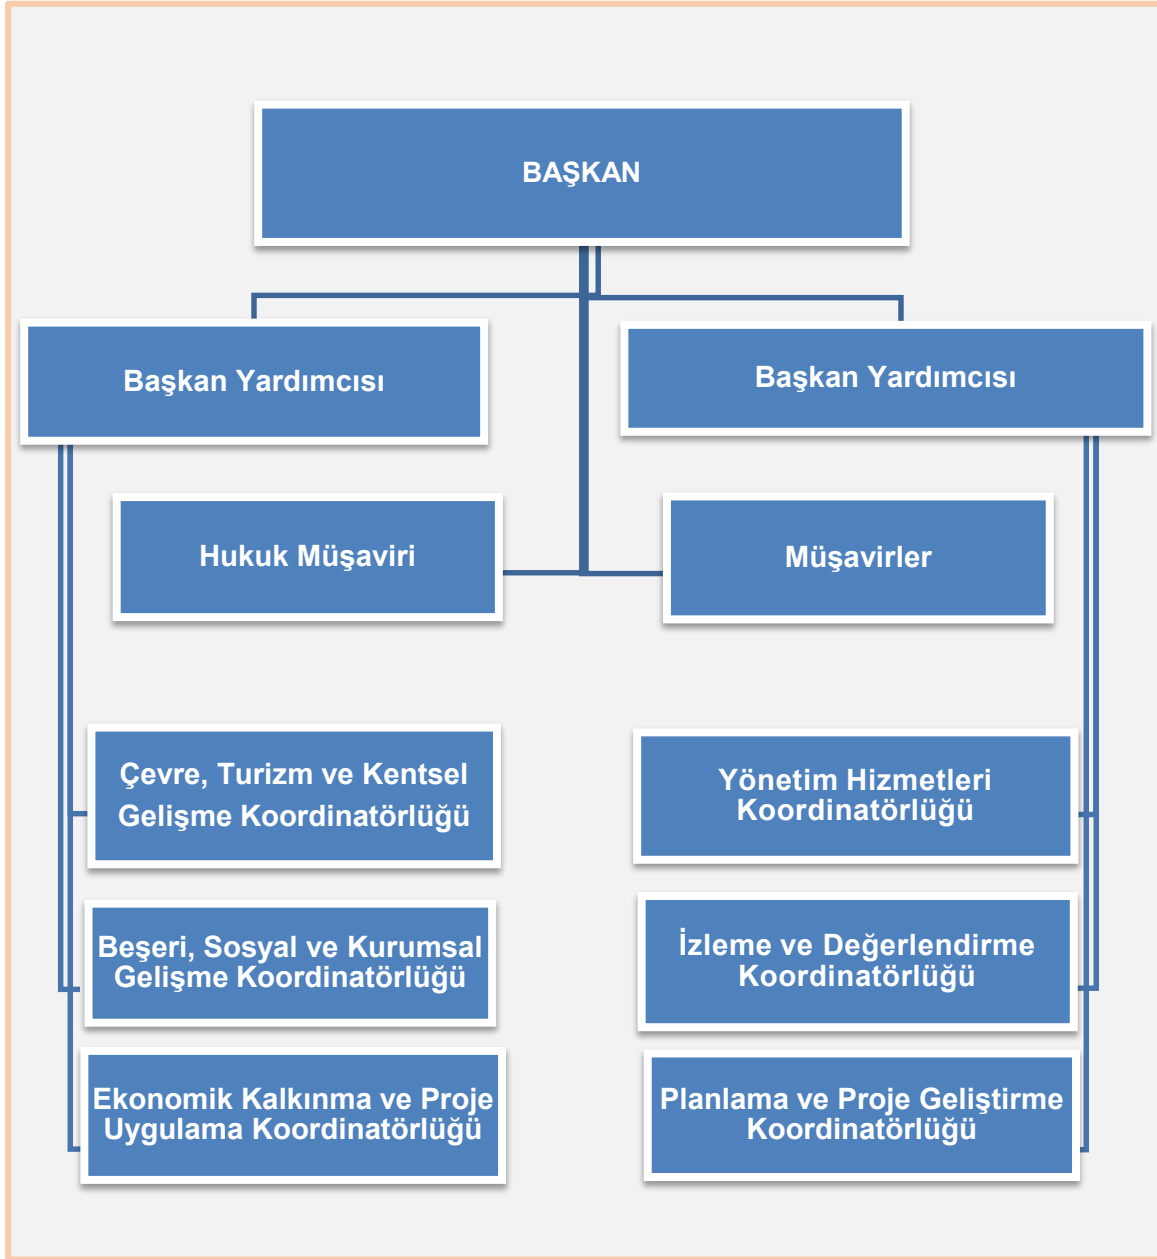 BAŞKAN
Başkan Yardımcısı
Başkan Yardımcısı
Hukuk Müşaviri
Müşavirler
Çevre, Turizm ve Kentsel
Gelişme Koordinatörlüğü
Yönetim Hizmetleri
Koordinatörlüğü
Beşeri, Sosyal ve Kurumsal
Gelişme Koordinatörlüğü
İzleme ve Değerlendirme
Koordinatörlüğü
Ekonomik Kalkınma ve Proje
Uygulama Koordinatörlüğü
Planlama ve Proje Geliştirme
Koordinatörlüğü